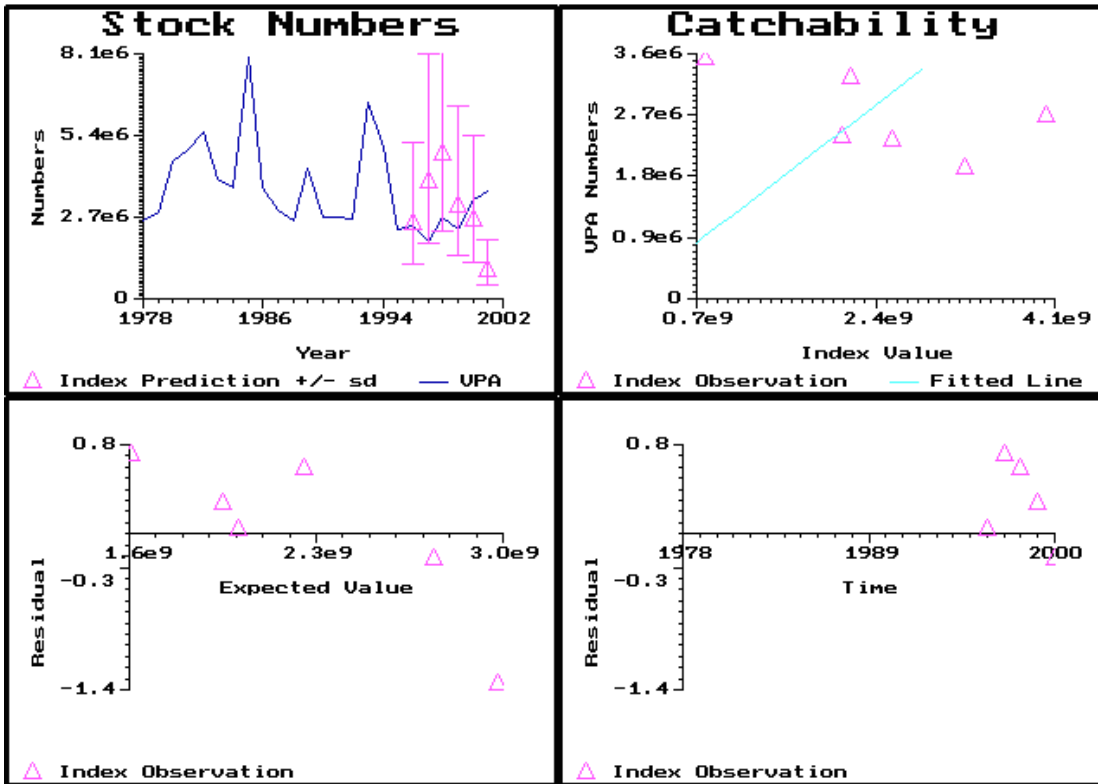 Stock Numbers
8.1e6
5.4e6
2.7e6
0
Numbers
1978 1986 1994 2002
Year
Index Prediction +/- sd VPA
Catchability
3.6e6
2.7e6
1.8e6
0.9e6
0
VPA Numbers
0.7e9 2.4e9 4.1e9
Index Value
Index Observation Fitted Line
0.8
-0.3
-1.4
Residual
1.6e9 2.3e9 3.0e9
Expected Value
Index Observation
0.8
-0.3
-1.4
Residual
1978 1989 2000
Time
Index Observation